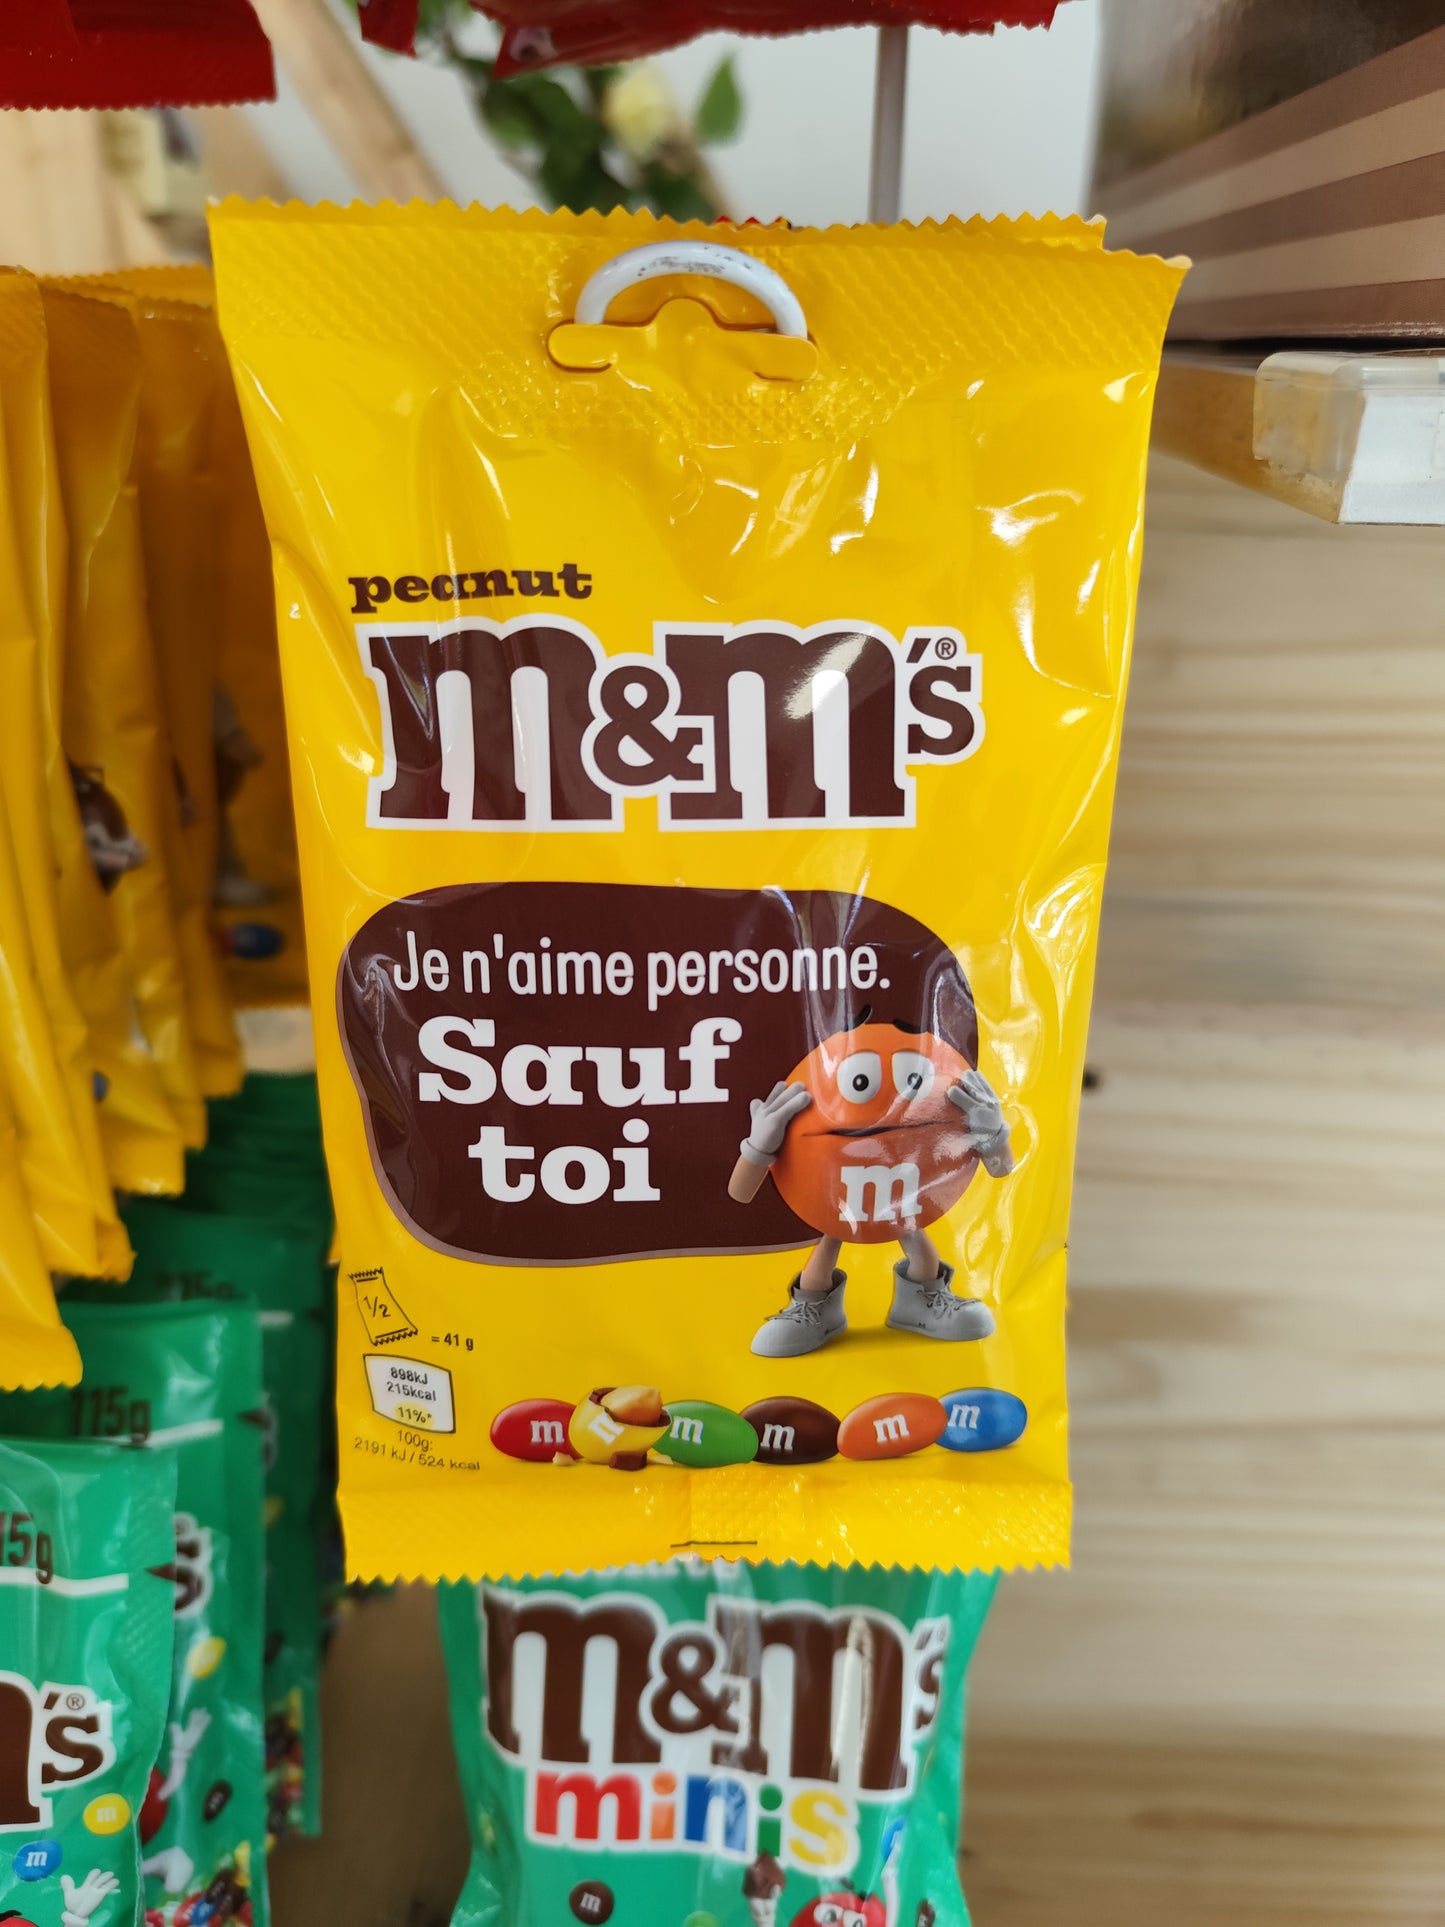 peanut
m&m's®
Je n'aime personne.
Sauf
toi
m
1/2
= 41 g
898kJ
215kcal
11%*
100g:
2191 kJ / 524 kcal
m m m m m m
115g
115g
15g
m&m's
minis
's®
m
m
m